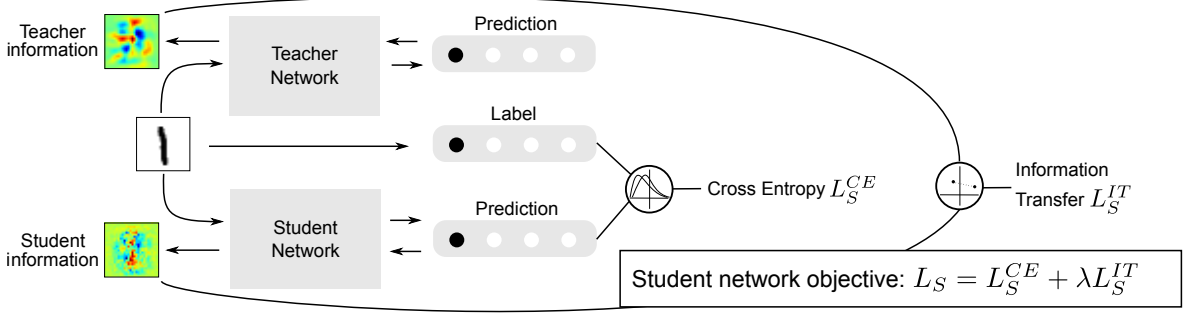 Teacher
information
Teacher
Network
Prediction
Label
Cross Entropy $L_S^{CE}$
Information
Transfer $L_S^{IT}$
Student
information
Student
Network
Prediction
Student network objective: $L_S = L_S^{CE} + \lambda L_S^{IT}$